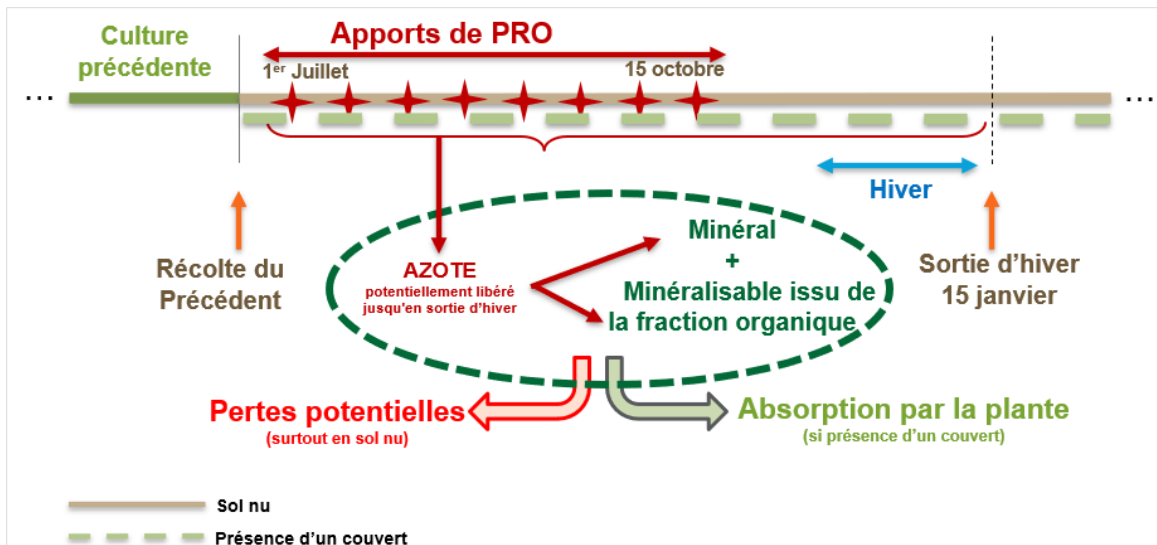 Culture
précédente
Apports de PRO
1er Juillet
15 octobre
...
...
Hiver
Récolte du
Précédent
AZOTE
potentiellement libéré
jusqu'en sortie d'hiver
Minéral
+
Minéralisable issu de
la fraction organique
Sortie d'hiver
15 janvier
Pertes potentielles
(surtout en sol nu)
Absorption par la plante
(si présence d'un couvert)
Sol nu
Présence d'un couvert